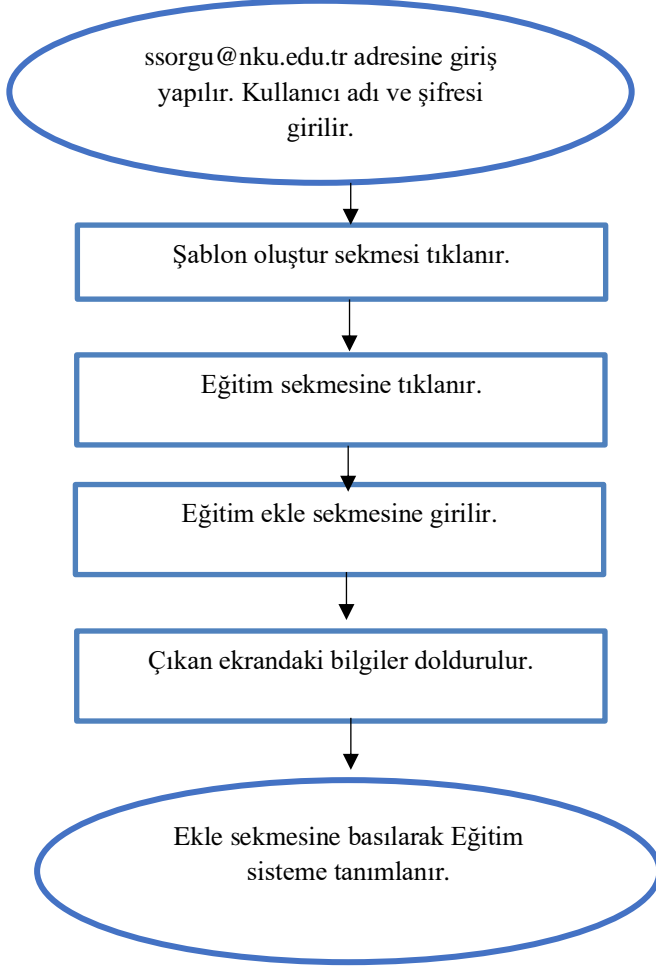 ssorgu@nku.edu.tr adresine giriş
yapılır. Kullanıcı adı ve şifresi
girilir.
Şablon oluştur sekmesi tıklanır.
Eğitim sekmesine tıklanır.
Eğitim ekle sekmesine girilir.
Çıkan ekrandaki bilgiler doldurulur.
Ekle sekmesine basılarak Eğitim
sisteme tanımlanır.